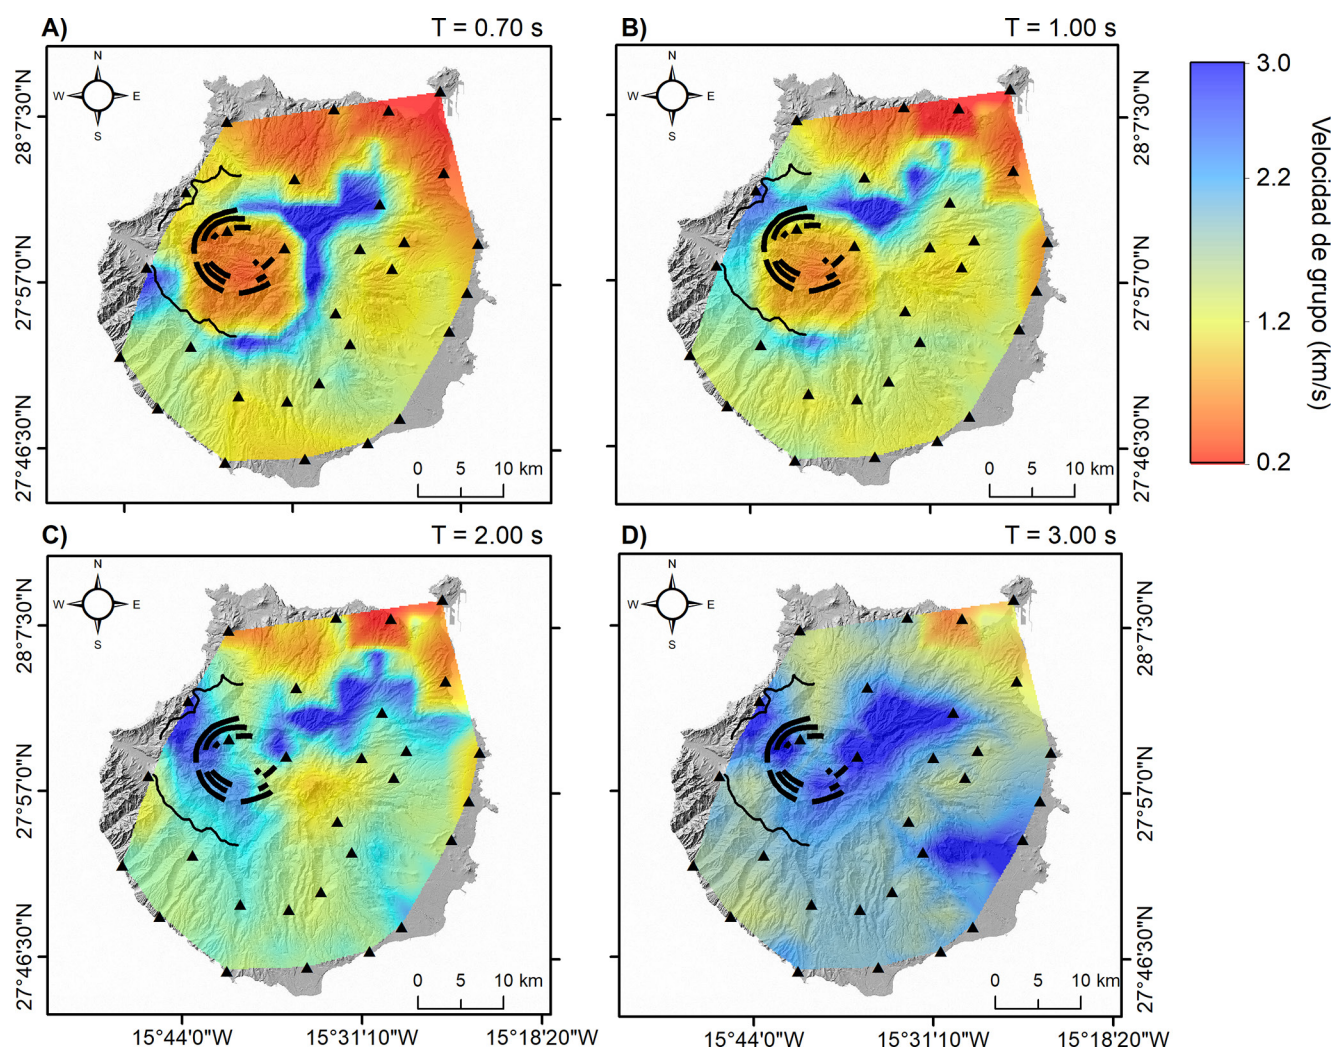 A)
T = 0.70 s
B)
T = 1.00 s
N
W
E
S
28°7'30"N
27°57'0"N
27°46'30"N
0 5 10 km
N
W
E
S
28°7'30"N
27°57'0"N
27°46'30"N
0 5 10 km
3.0
2.2
1.2
0.2
Velocidad de grupo (km/s)
C)
T = 2.00 s
D)
T = 3.00 s
N
W
E
S
28°7'30"N
27°57'0"N
27°46'30"N
0 5 10 km
15°44'0"W
15°31'10"W
15°18'20"W
N
W
E
S
28°7'30"N
27°57'0"N
27°46'30"N
0 5 10 km
15°44'0"W
15°31'10"W
15°18'20"W